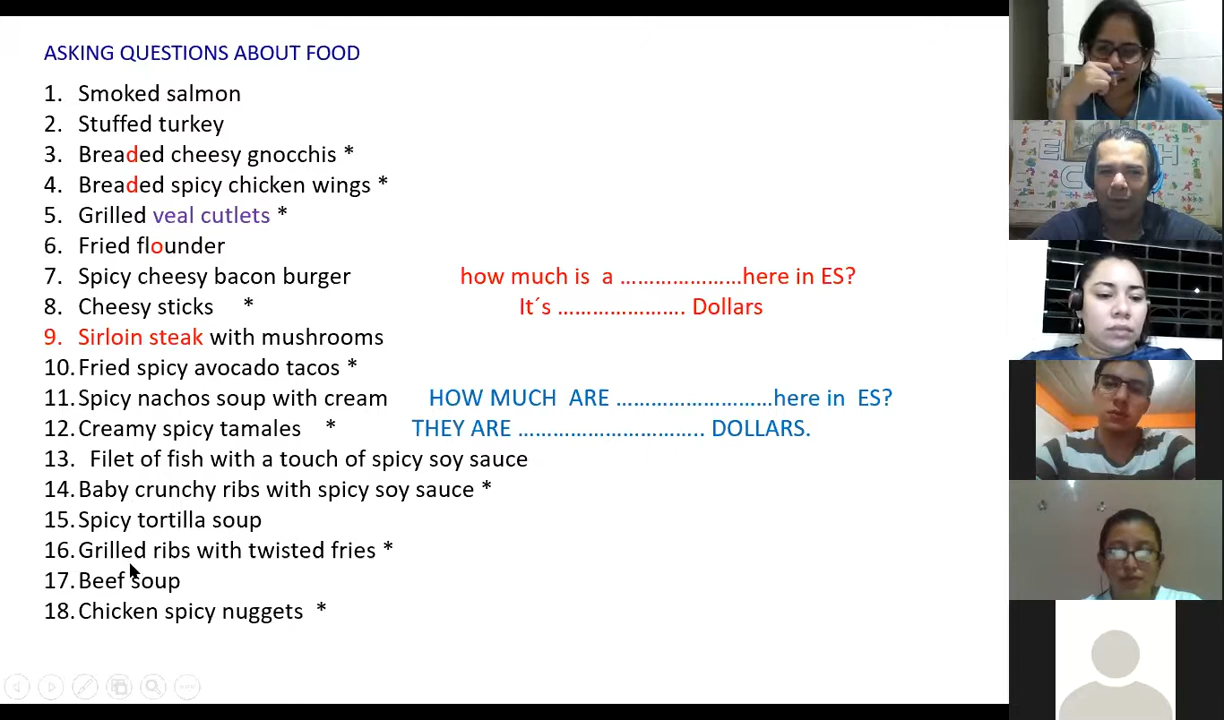 ASKING QUESTIONS ABOUT FOOD
1. Smoked salmon
2. Stuffed turkey
3. Breaded cheesy gnocchis *
4. Breaded spicy chicken wings *
5. Grilled veal cutlets *
6. Fried flounder
7. Spicy cheesy bacon burger
how much is a .....................here in ES?
8. Cheesy sticks *
It´s ...................... Dollars
9. Sirloin steak with mushrooms
10. Fried spicy avocado tacos *
11. Spicy nachos soup with cream
HOW MUCH ARE ...........................here in ES?
12. Creamy spicy tamales *
THEY ARE ................................ DOLLARS.
13. Filet of fish with a touch of spicy soy sauce
14. Baby crunchy ribs with spicy soy sauce *
15. Spicy tortilla soup
16. Grilled ribs with twisted fries *
17. Beef soup
18. Chicken spicy nuggets *